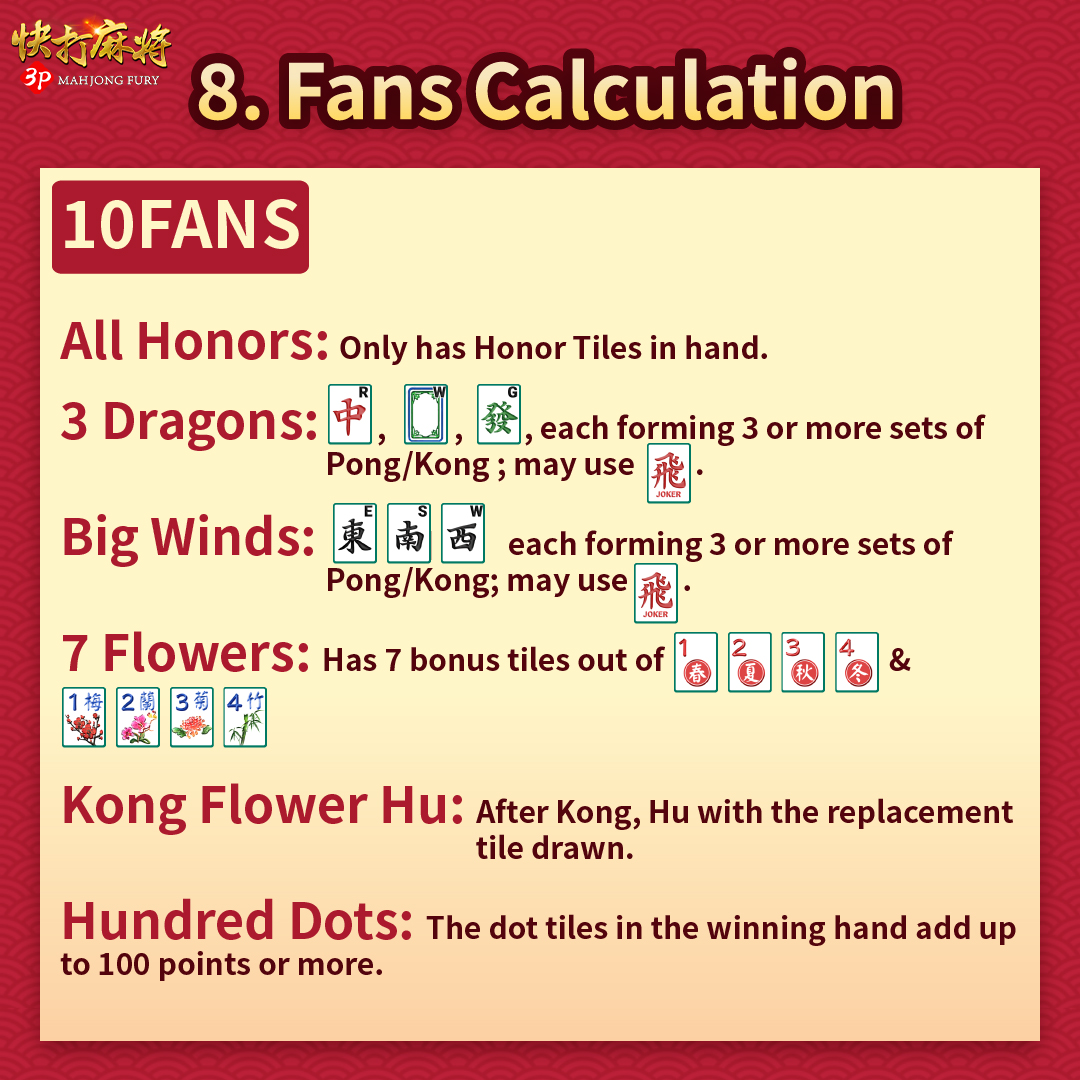 快打麻将
3P MAHJONG FURY
8. Fans Calculation
10FANS
All Honors: Only has Honor Tiles in hand.
3 Dragons: R 中 , W , G 發 , each forming 3 or more sets of
Pong/Kong ; may use 飛 JOKER .
Big Winds: E 東 S 南 W 西 each forming 3 or more sets of
Pong/Kong; may use 飛 JOKER .
7 Flowers: Has 7 bonus tiles out of 1 春 2 夏 3 秋 4 冬 &
1 梅 2 蘭 3 菊 4 竹
Kong Flower Hu: After Kong, Hu with the replacement
tile drawn.
Hundred Dots: The dot tiles in the winning hand add up
to 100 points or more.